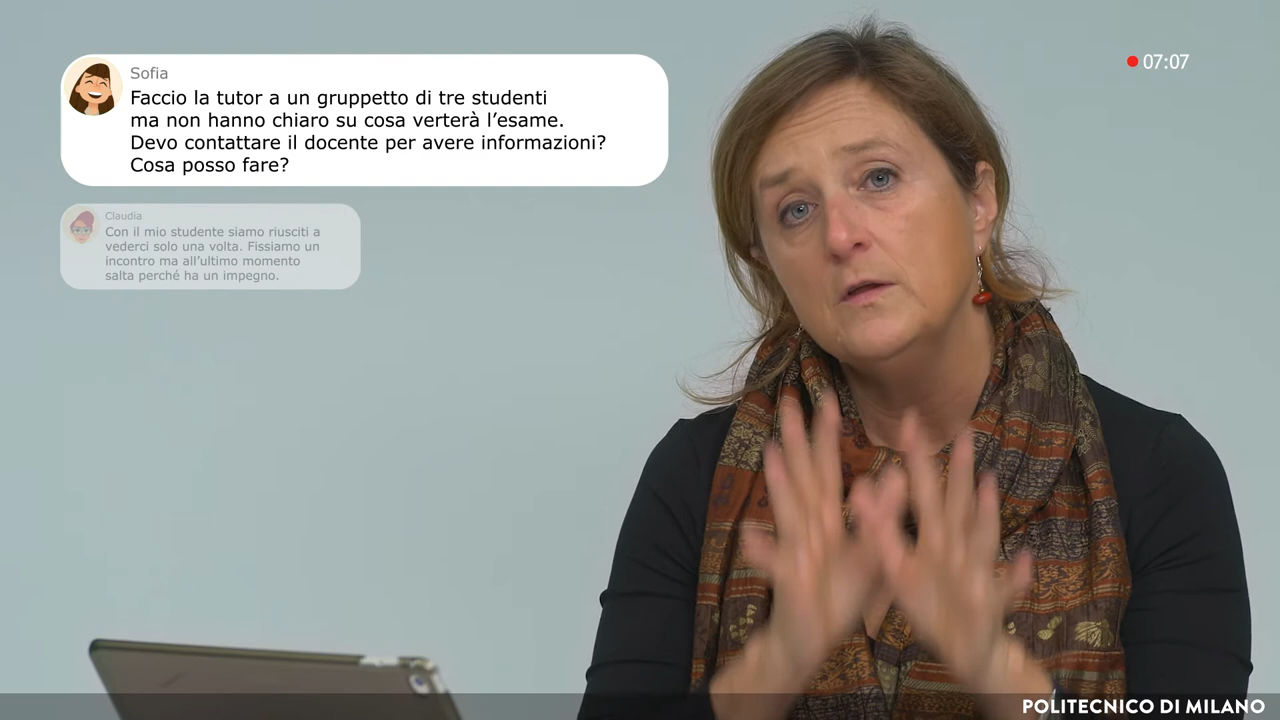 Sofia
Faccio la tutor a un gruppetto di tre studenti
ma non hanno chiaro su cosa verterà l’esame.
Devo contattare il docente per avere informazioni?
Cosa posso fare?
07:07
Claudia
Con il mio studente siamo riusciti a
vederci solo una volta. Fissiamo un
incontro ma all’ultimo momento
salta perché ha un impegno.
POLITECNICO DI MILANO